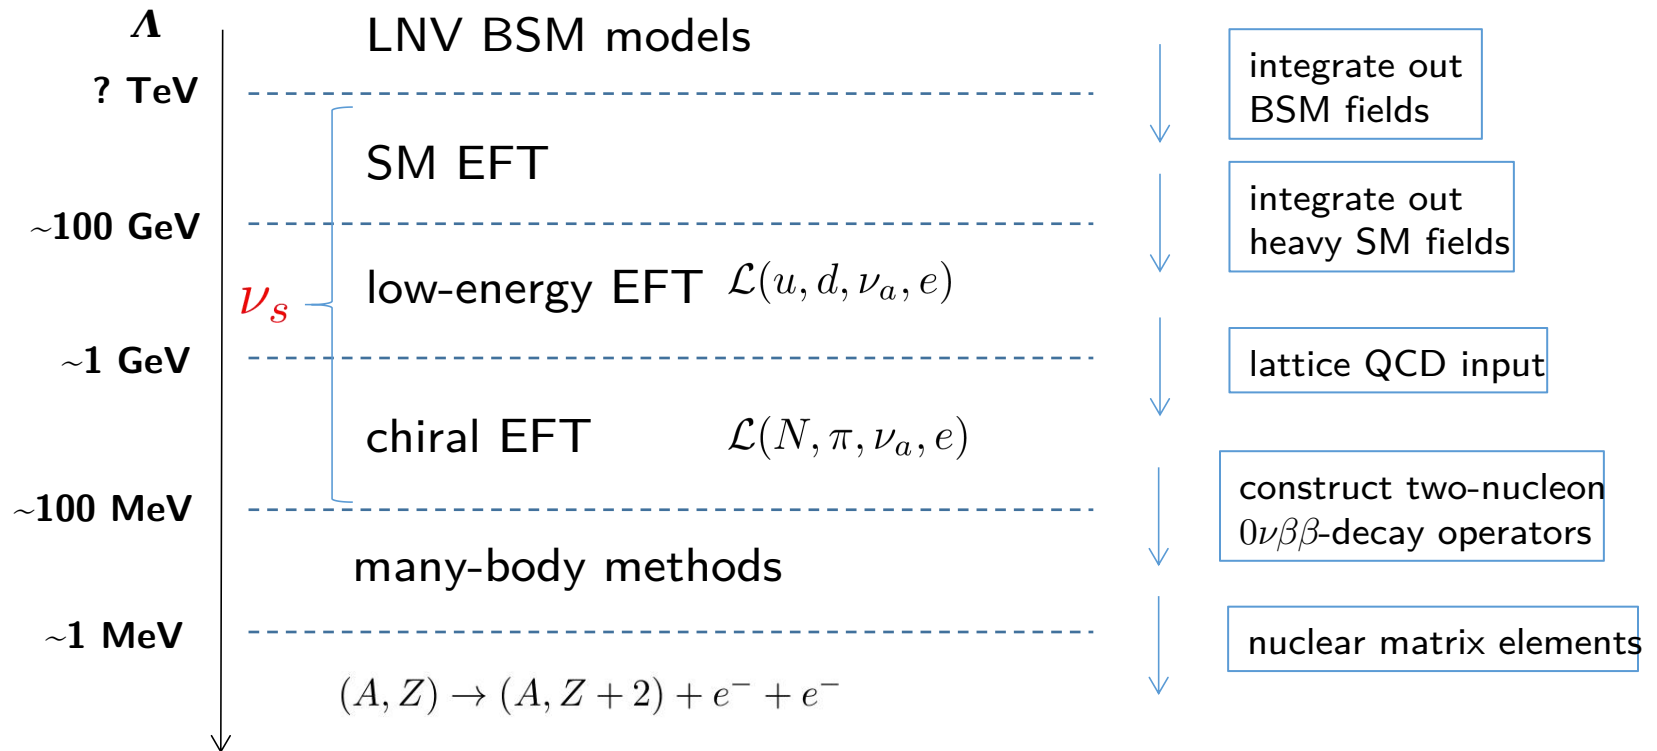 Λ
LNV BSM models
? TeV
integrate out
BSM fields
SM EFT
~100 GeV
integrate out
heavy SM fields
ν_s
low-energy EFT ℒ(u, d, ν_a, e)
~1 GeV
lattice QCD input
chiral EFT ℒ(N, π, ν_a, e)
~100 MeV
construct two-nucleon
0νββ-decay operators
many-body methods
~1 MeV
nuclear matrix elements
(A, Z) → (A, Z + 2) + e⁻ + e⁻